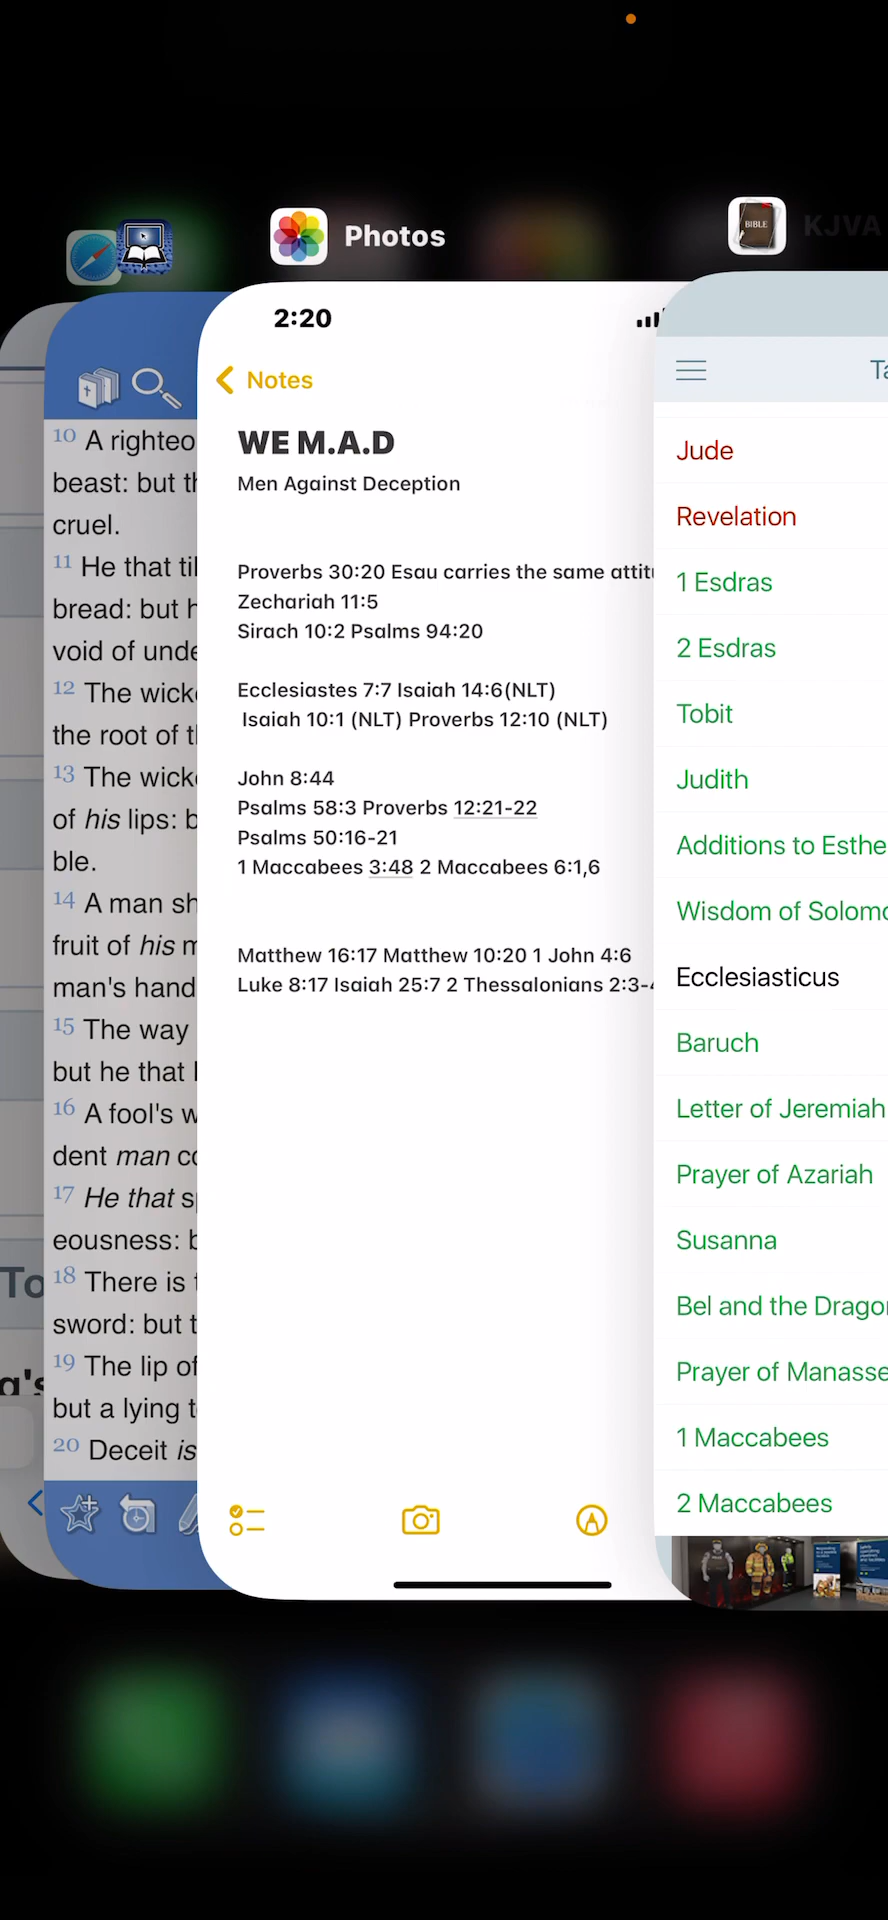 Photos
BIBLE
KJVA
2:20
Notes
WE M.A.D
Men Against Deception
Proverbs 30:20 Esau carries the same
Zechariah 11:5
Sirach 10:2 Psalms 94:20
Ecclesiastes 7:7 Isaiah 14:6(NLT)
Isaiah 10:1 (NLT) Proverbs 12:10 (NLT)
John 8:44
Psalms 58:3 Proverbs 12:21-22
Psalms 50:16-21
1 Maccabees 3:48 2 Maccabees 6:1,6
Matthew 16:17 Matthew 10:20 1 John 4:6
Luke 8:17 Isaiah 25:7 2 Thessalonians 2:3-
10 A righteo
beast: but th
cruel.
11 He that til
bread: but h
void of unde
12 The wick
the root of t
13 The wick
of his lips: b
ble.
14 A man sh
fruit of his m
man's hand
15 The way
but he that
16 A fool's w
dent man co
17 He that s
eousness: b
18 There is
sword: but t
19 The lip of
but a lying t
20 Deceit is
To
g's
Ta
Jude
Revelation
1 Esdras
2 Esdras
Tobit
Judith
Additions to Esthe
Wisdom of Solomo
Ecclesiasticus
Baruch
Letter of Jeremiah
Prayer of Azariah
Susanna
Bel and the Drago
Prayer of Manasse
1 Maccabees
2 Maccabees